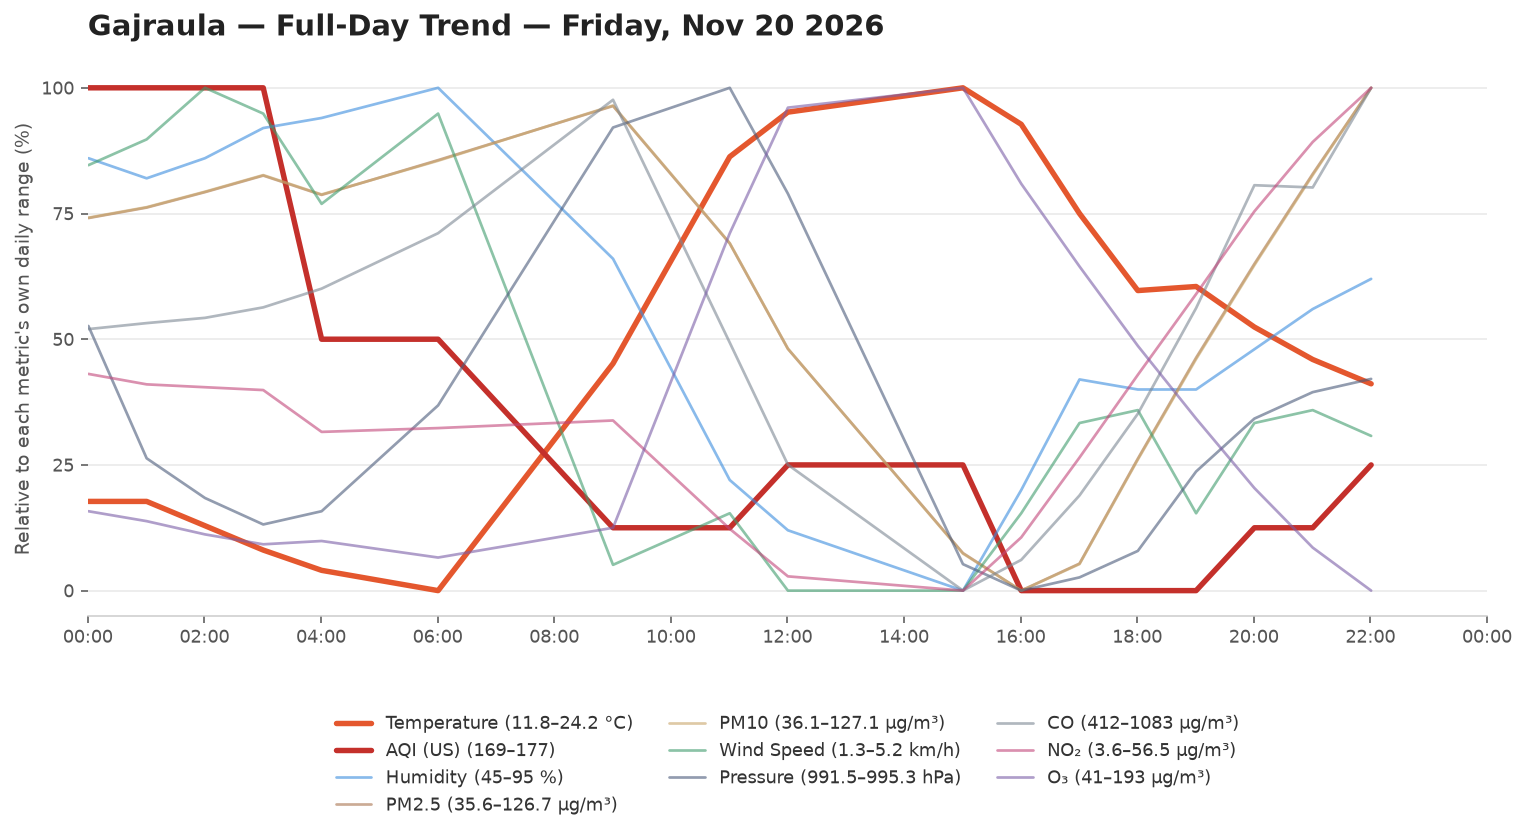 Gajraula — Full-Day Trend — Friday, Nov 20 2026
Relative to each metric's own daily range (%)
100
75
50
25
0
00:00 02:00 04:00 06:00 08:00 10:00 12:00 14:00 16:00 18:00 20:00 22:00 00:00
Temperature (11.8–24.2 °C)
AQI (US) (169–177)
Humidity (45–95 %)
PM2.5 (35.6–126.7 µg/m³)
PM10 (36.1–127.1 µg/m³)
Wind Speed (1.3–5.2 km/h)
Pressure (991.5–995.3 hPa)
CO (412–1083 µg/m³)
NO₂ (3.6–56.5 µg/m³)
O₃ (41–193 µg/m³)